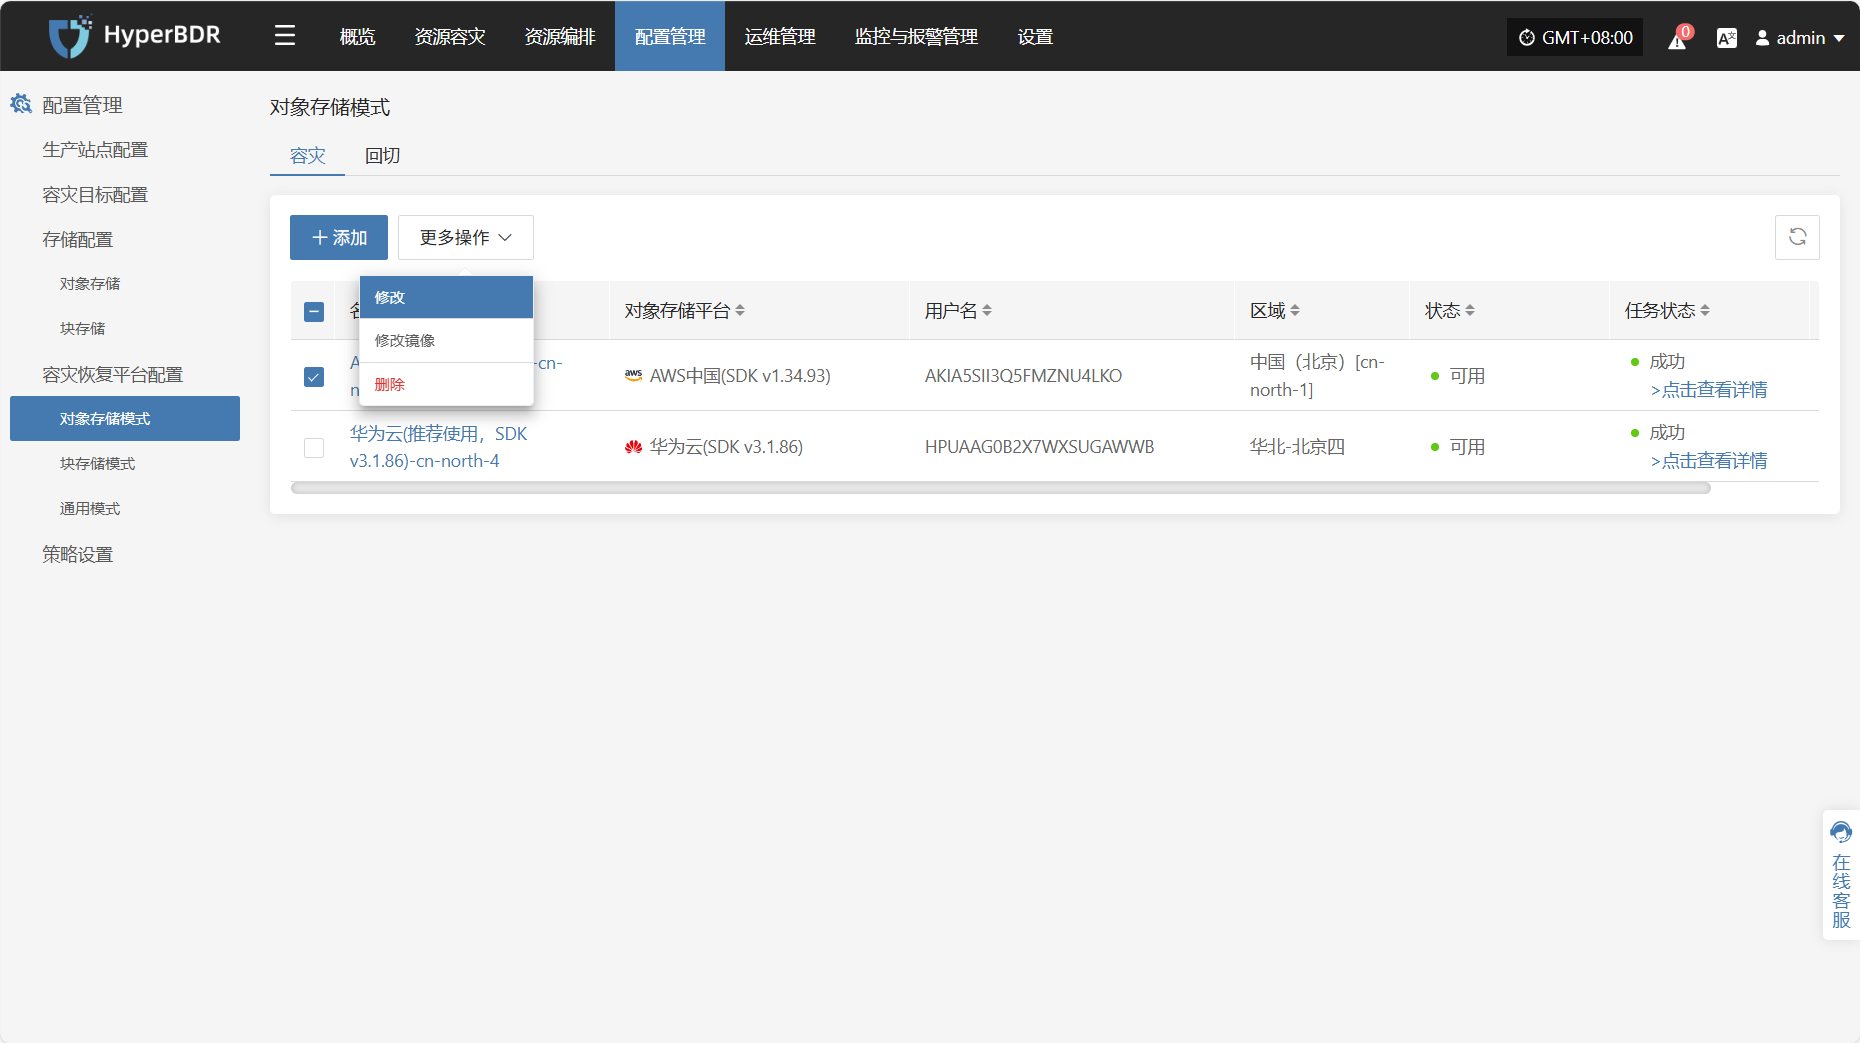 HyperBDR
概览
资源容灾
资源编排
配置管理
运维管理
监控与报警管理
设置
GMT+08:00
0
admin
配置管理
生产站点配置
容灾目标配置
存储配置
对象存储
块存储
容灾恢复平台配置
对象存储模式
块存储模式
通用模式
策略设置
对象存储模式
容灾
回切
添加
更多操作
修改
修改镜像
删除
对象存储平台
用户名
区域
状态
任务状态
-cn-
aws
AWS中国(SDK v1.34.93)
AKIA5SII3Q5FMZNU4LKO
中国（北京）[cn-
north-1]
可用
成功
>点击查看详情
华为云(推荐使用，SDK
v3.1.86)-cn-north-4
华为云(SDK v3.1.86)
HPUAAG0B2X7WXSUGAWWB
华北-北京四
可用
成功
>点击查看详情
在线客服